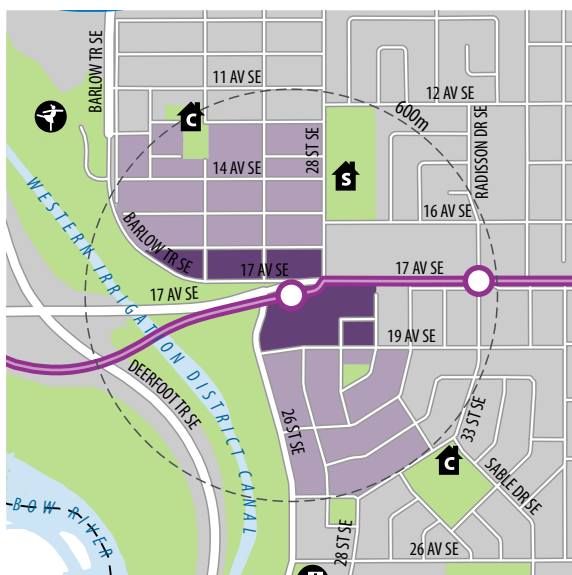 BARLOW TR SE
11 AV SE
12 AV SE
600m
C
28 ST SE
RADISSON DR SE
14 AV SE
S
WESTERN IRRIGATION DISTRICT CANAL
BARLOW TR SE
16 AV SE
17 AV SE
17 AV SE
17 AV SE
19 AV SE
DEERFOOT TR SE
26 ST SE
33 ST SE
C
SABLE DR SE
BOW RIVER
28 ST SE
26 AV SE